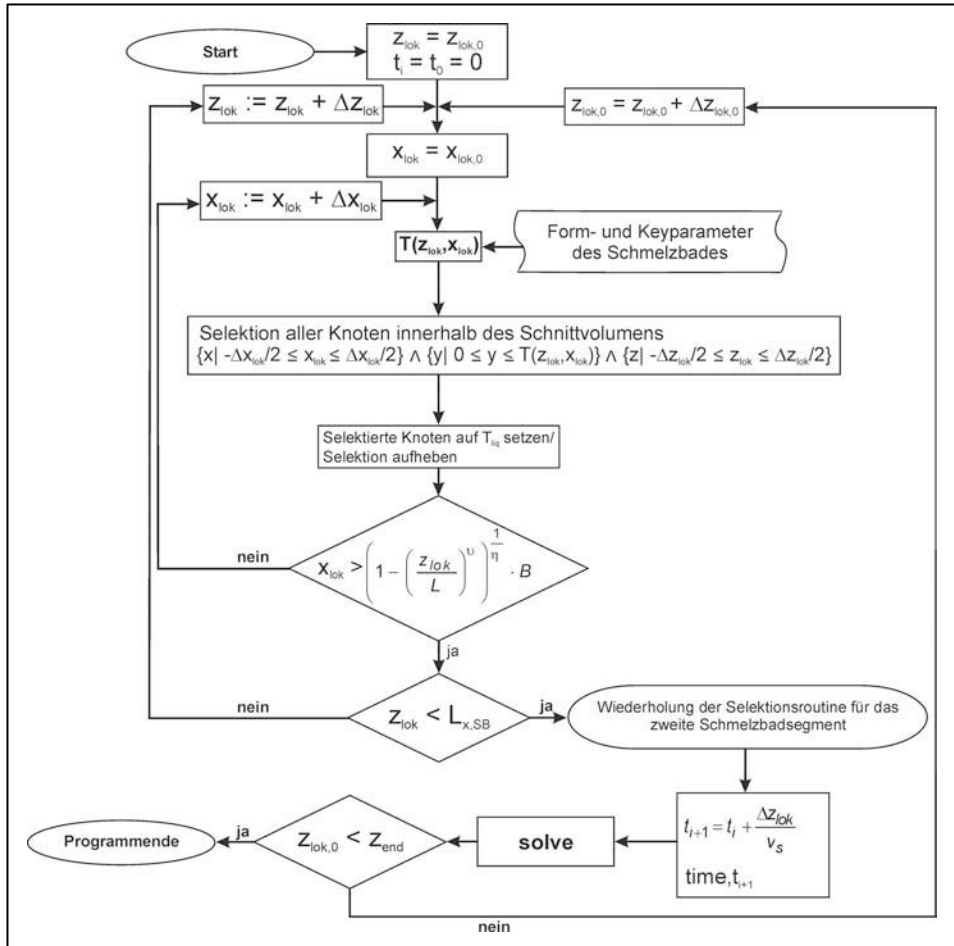 Start
z_lok = z_lok,0
t_i = t_0 = 0
z_lok := z_lok + Δz_lok
z_lok,0 = z_lok,0 + Δz_lok,0
x_lok = x_lok,0
x_lok := x_lok + Δx_lok
T(z_lok,x_lok)
Form- und Keyparameter
des Schmelzbades
Selektion aller Knoten innerhalb des Schnittvolumens
{x| -Δx_lok/2 ≤ x_lok ≤ Δx_lok/2} ∧ {y| 0 ≤ y ≤ T(z_lok,x_lok)} ∧ {z| -Δz_lok/2 ≤ z_lok ≤ Δz_lok/2}
Selektierte Knoten auf T_liq setzen/
Selektion aufheben
x_lok > (1 − (z_lok/L)^υ)^(1/η) · B
nein
ja
z_lok < L_x,SB
nein
ja
Wiederholung der Selektionsroutine für das
zweite Schmelzbadsegment
t_i+1 = t_i + Δz_lok/v_s
time,t_i+1
solve
z_lok,0 < z_end
ja
Programmende
nein